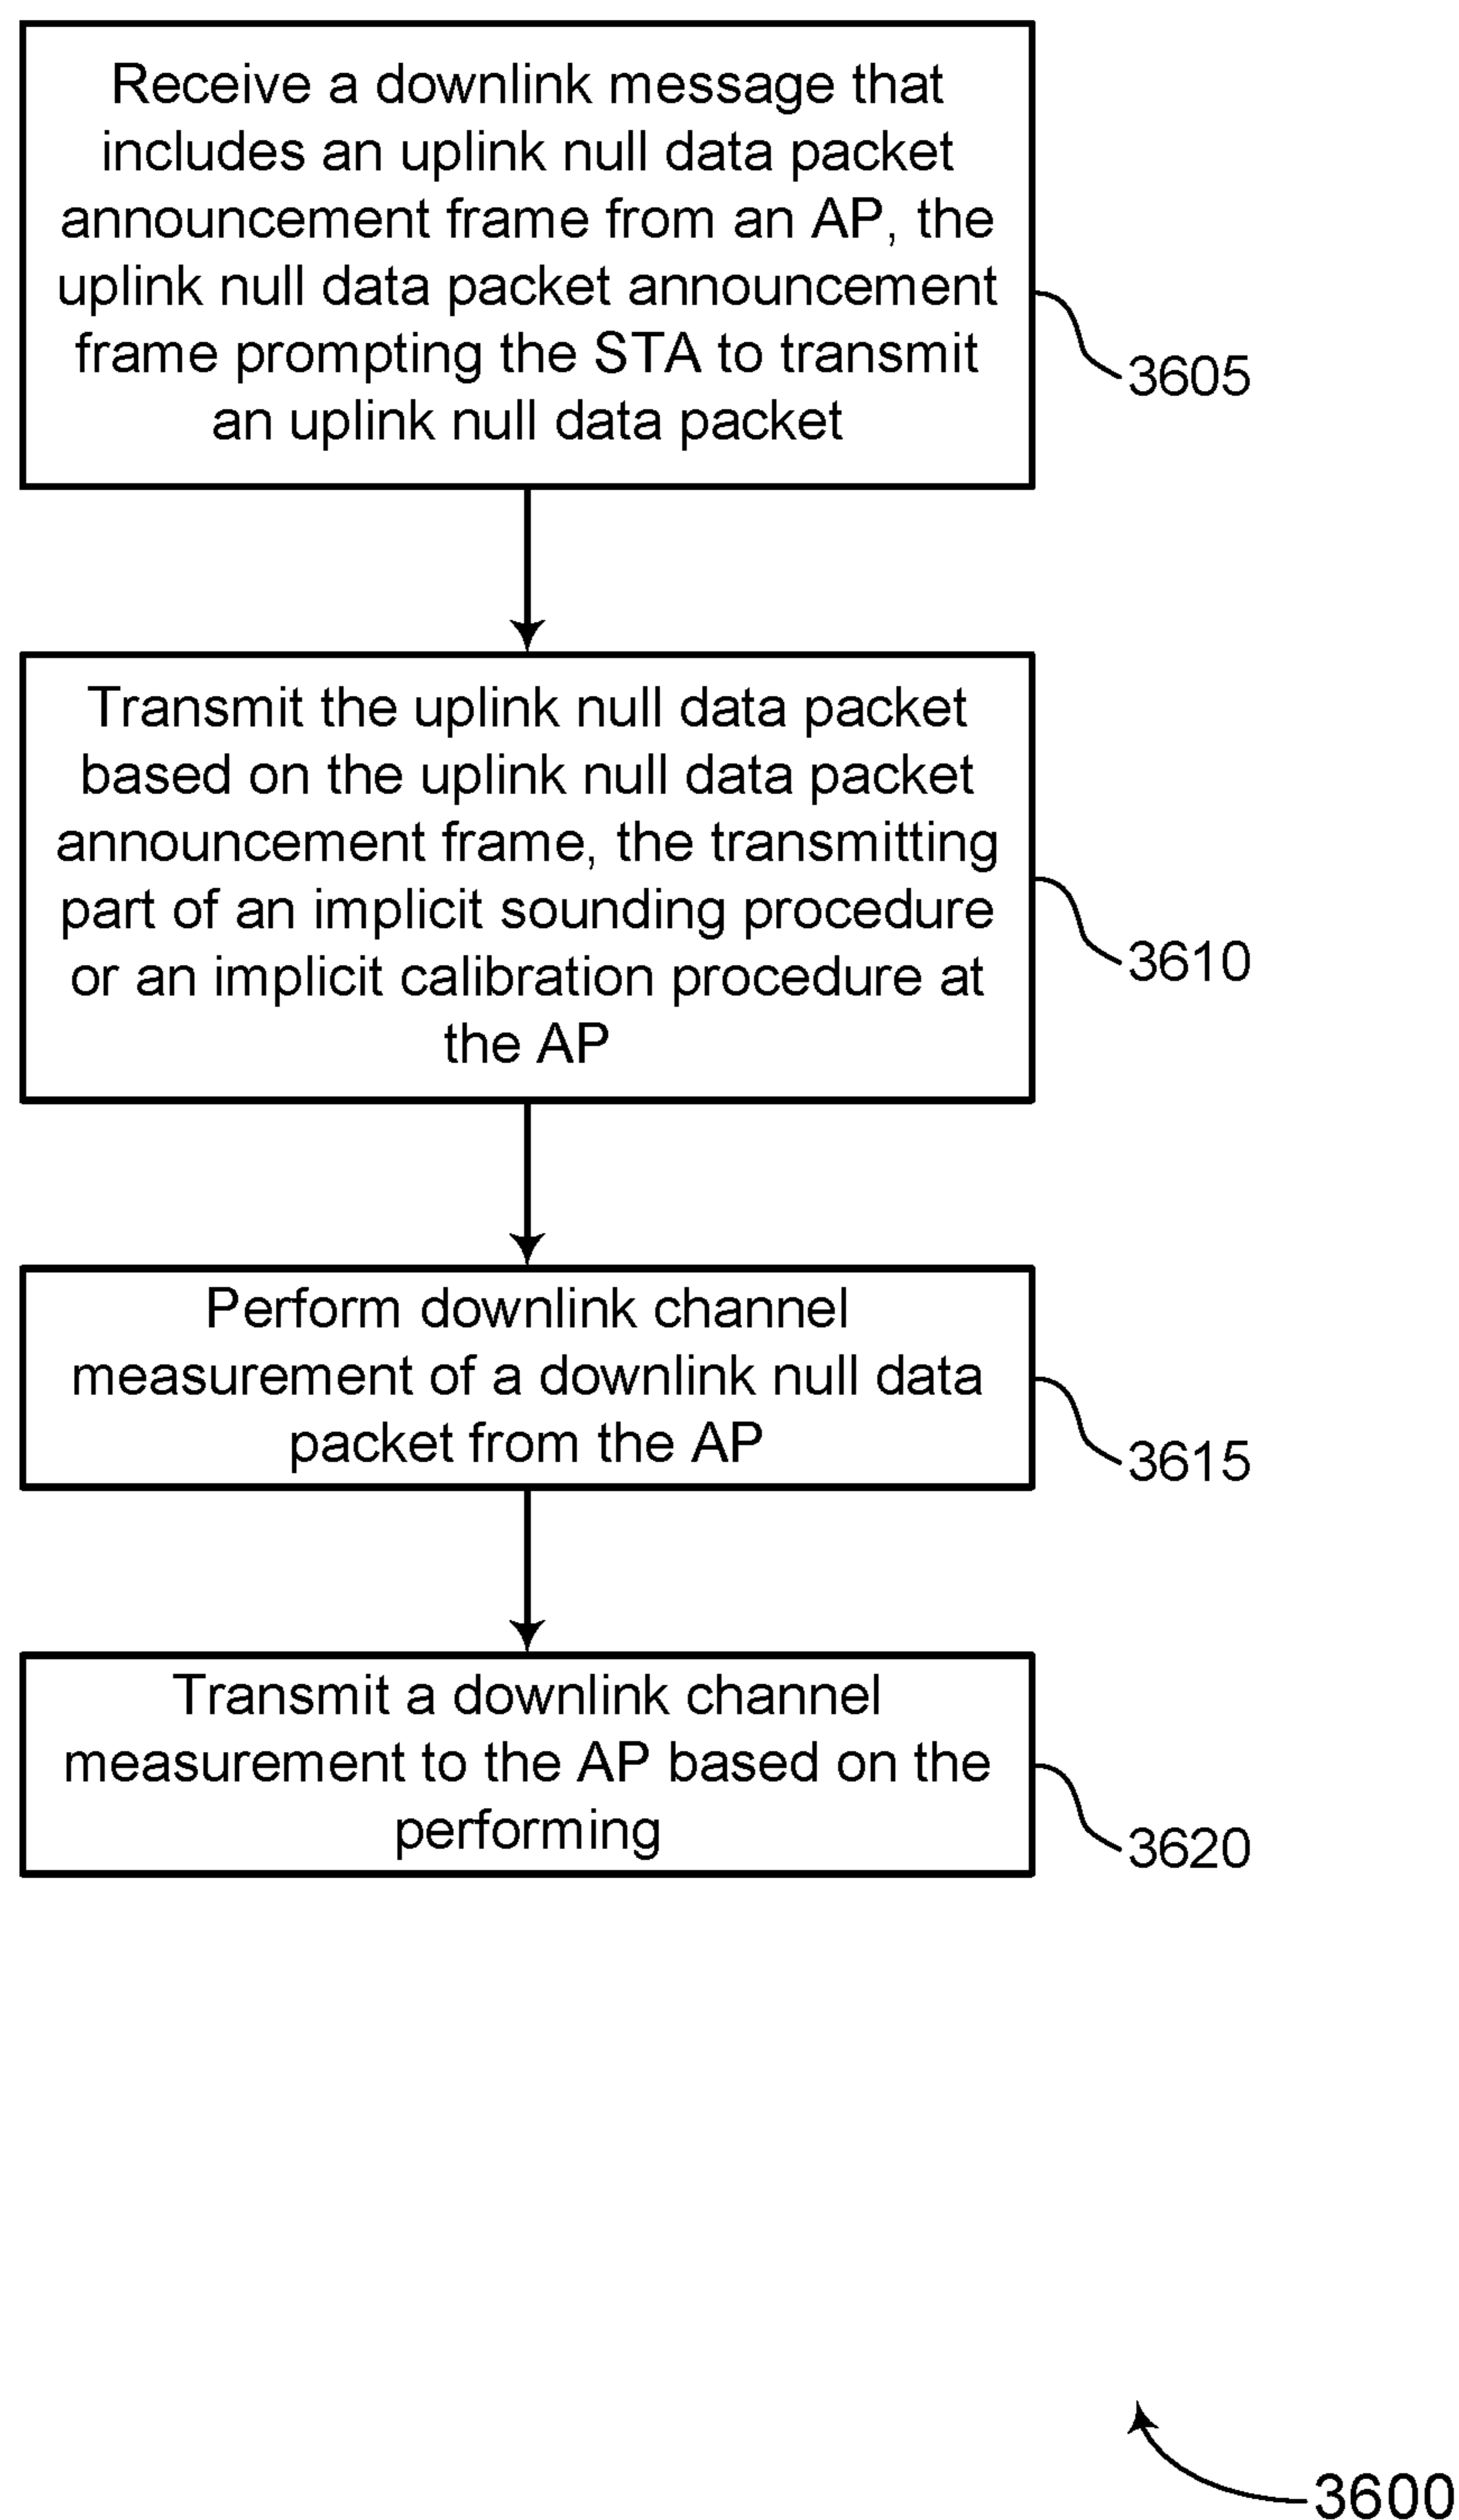 Receive a downlink message that
includes an uplink null data packet
announcement frame from an AP, the
uplink null data packet announcement
frame prompting the STA to transmit
an uplink null data packet
3605
Transmit the uplink null data packet
based on the uplink null data packet
announcement frame, the transmitting
part of an implicit sounding procedure
or an implicit calibration procedure at
the AP
3610
Perform downlink channel
measurement of a downlink null data
packet from the AP
3615
Transmit a downlink channel
measurement to the AP based on the
performing
3620
3600